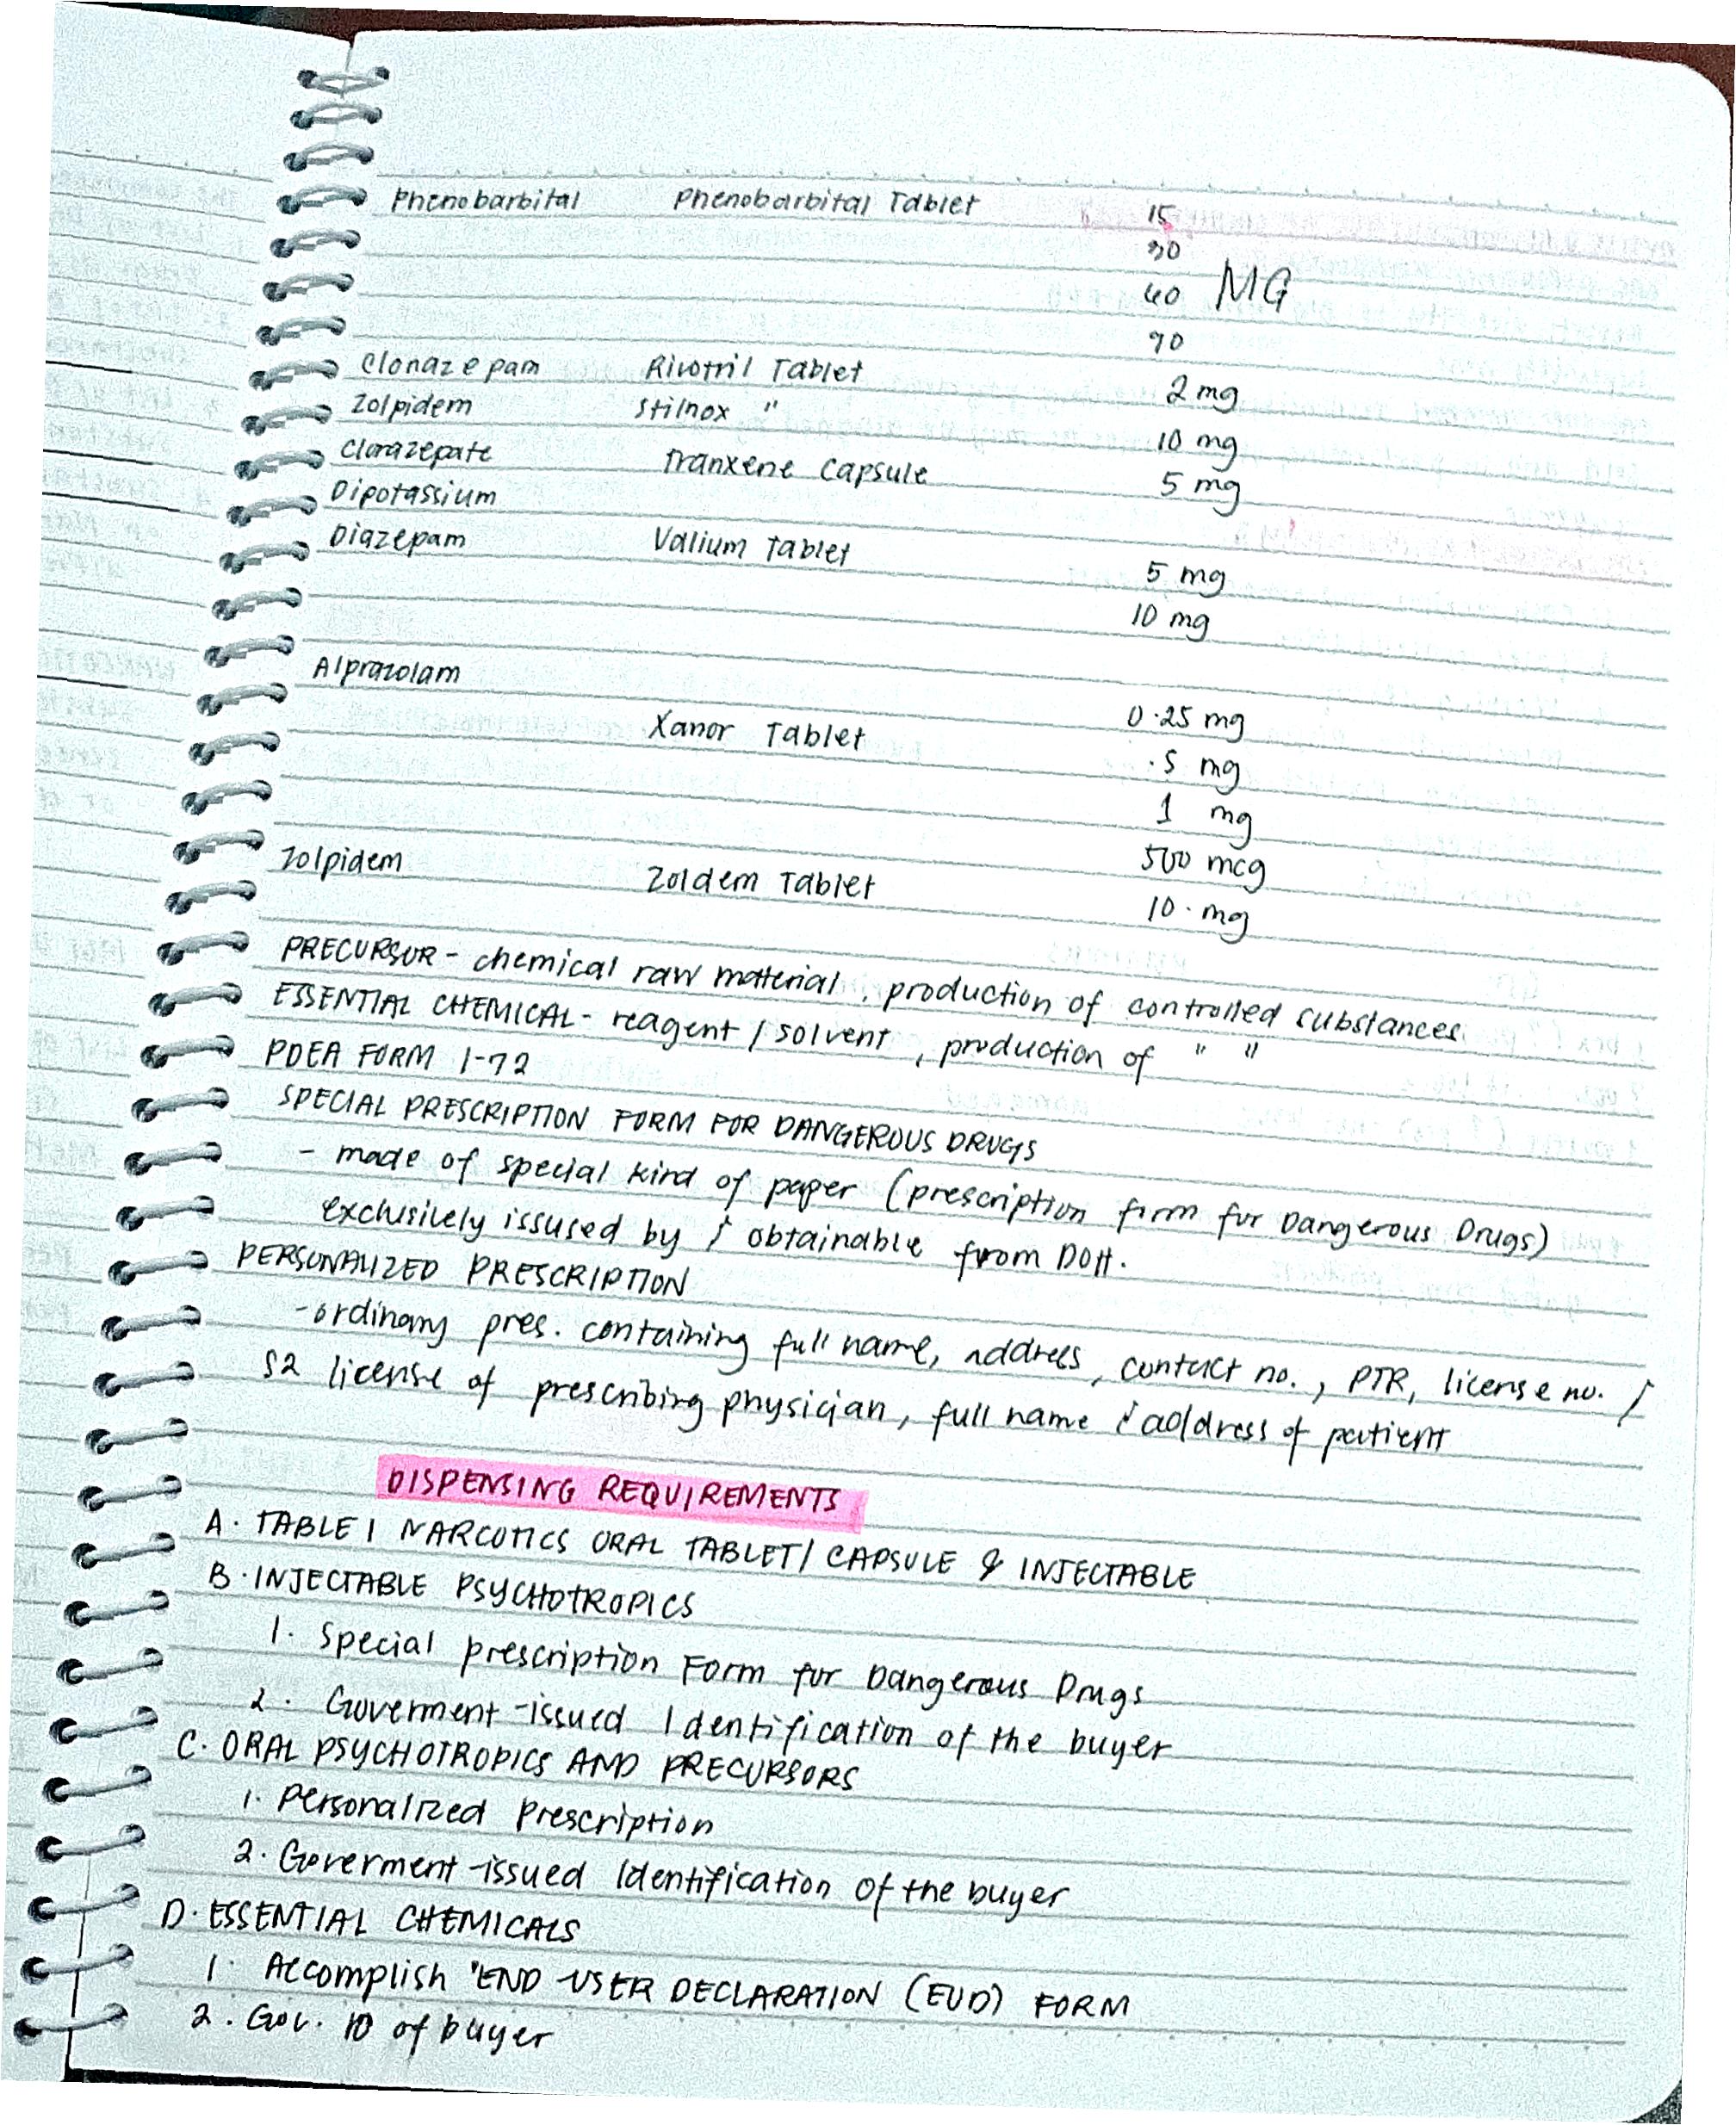 Phenobarbital Phenobarbital Tablet 15
30
60 MG
90
Clonazepam Rivotril Tablet 2 mg
Zolpidem Stilnox " 10 mg
Clorazepate Tranxene Capsule 5 mg
Dipotassium
Diazepam Valium Tablet 5 mg
10 mg
Alprazolam
Xanor Tablet 0.25 mg
.5 mg
1 mg
500 mcg
Zolpidem Zoldem Tablet 10 mg
PRECURSOR - chemical raw material, production of controlled substances
ESSENTIAL CHEMICAL - reagent / solvent, production of " "
PDEA FORM 1-72
SPECIAL PRESCRIPTION FORM FOR DANGEROUS DRUGS
- made of special kind of paper (prescription form for Dangerous Drugs)
exclusively issused by & obtainable from DOH.
PERSONALIZED PRESCRIPTION
- ordinary pres. containing full name, address, contact no., PTR, license no. &
S2 license of prescribing physician, full name & address of patient
DISPENSING REQUIREMENTS
A. TABLE 1 NARCOTICS ORAL TABLET/ CAPSULE & INJECTABLE
B. INJECTABLE PSYCHOTROPICS
1. Special prescription Form for Dangerous Drugs
2. Goverment-issued Identification of the buyer
C. ORAL PSYCHOTROPICS AND PRECURSORS
1. Personalized Prescription
2. Goverment-issued Identification of the buyer
D. ESSENTIAL CHEMICALS
1. Accomplish "END-USER DECLARATION (EUD) FORM
2. Gov. ID of buyer